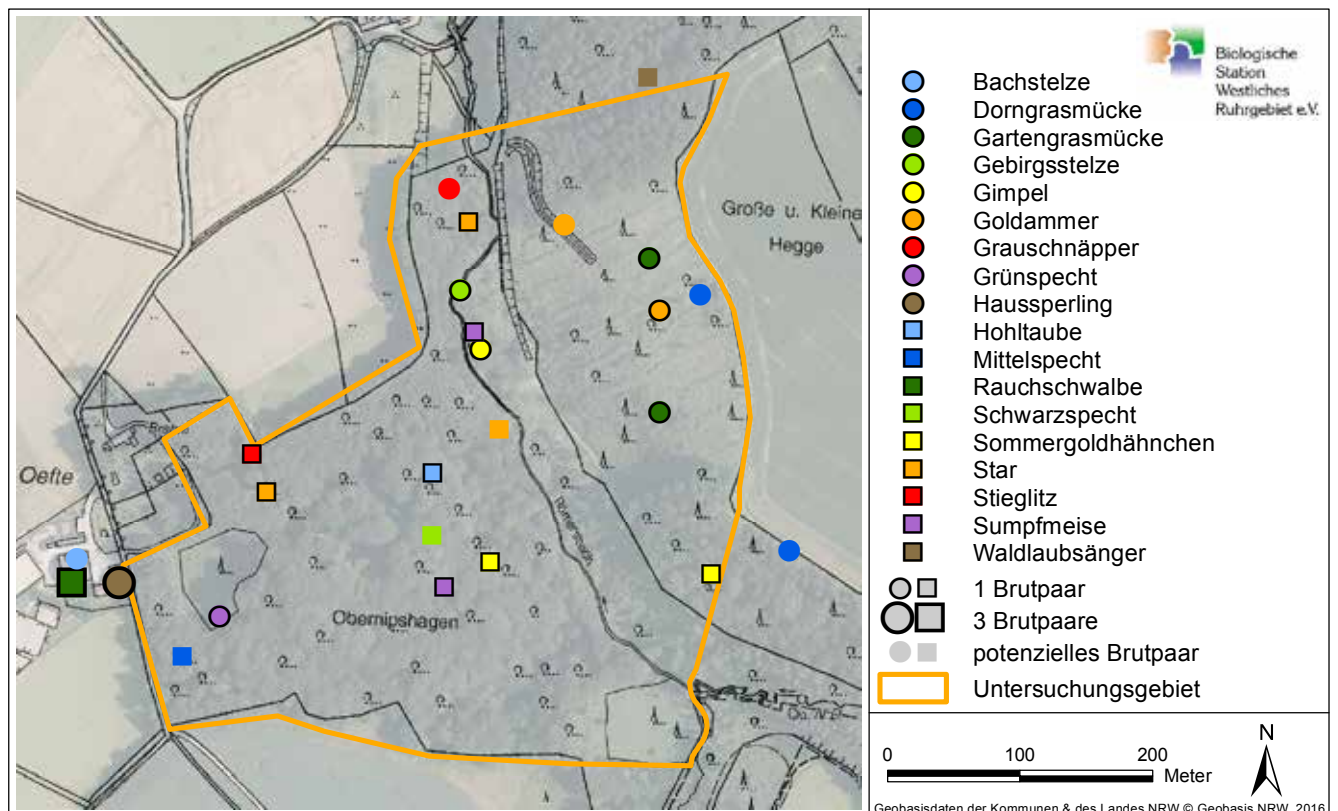 Große u. Kleine
Hegge
Oefte
Obernipshagen
Biologische
Station
Westliches
Ruhrgebiet e.V.
Bachstelze
Dorngrasmücke
Gartengrasmücke
Gebirgsstelze
Gimpel
Goldammer
Grauschnäpper
Grünspecht
Haussperling
Hohltaube
Mittelspecht
Rauchschwalbe
Schwarzspecht
Sommergoldhähnchen
Star
Stieglitz
Sumpfmeise
Waldlaubsänger
1 Brutpaar
3 Brutpaare
potenzielles Brutpaar
Untersuchungsgebiet
N
0 100 200
Meter
Geobasisdaten der Kommunen & des Landes NRW © Geobasis NRW, 2016